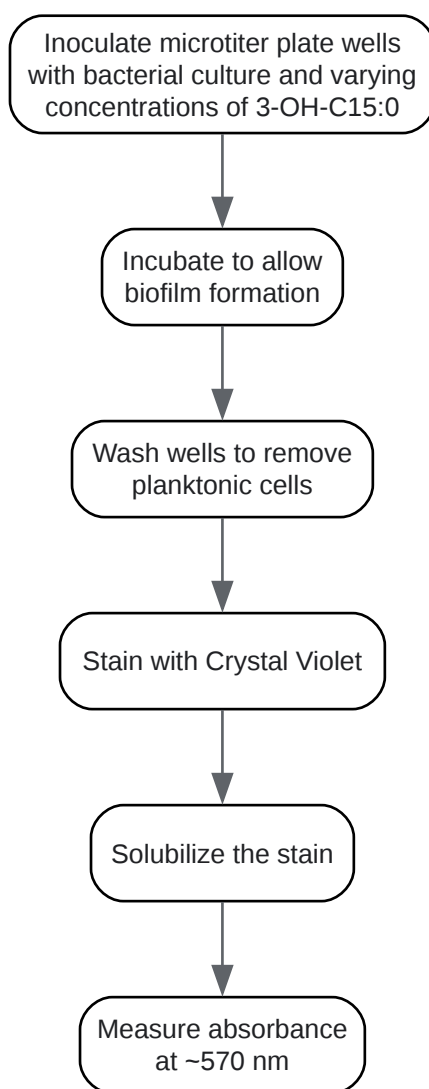 Inoculate microtiter plate wells
with bacterial culture and varying
concentrations of 3-OH-C15:0
Incubate to allow
biofilm formation
Wash wells to remove
planktonic cells
Stain with Crystal Violet
Solubilize the stain
Measure absorbance
at ~570 nm